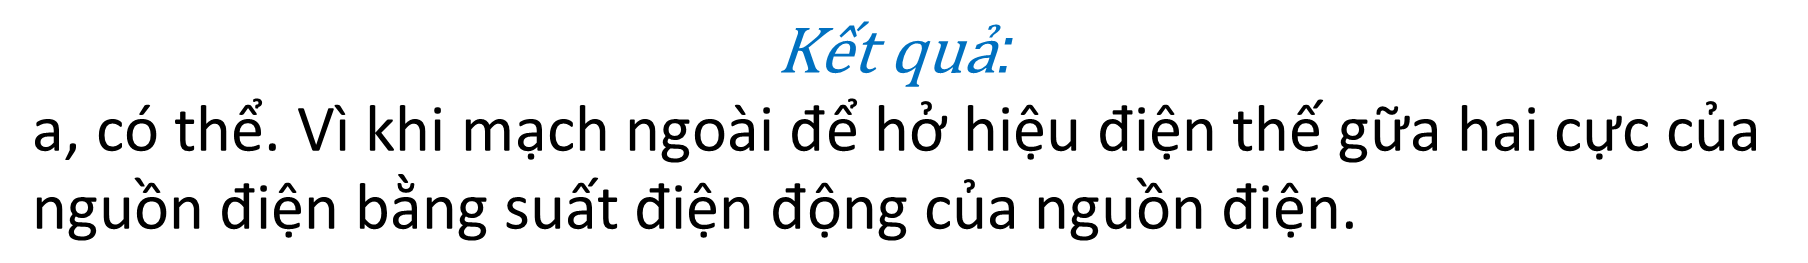 Kết quả:
a, có thể. Vì khi mạch ngoài để hở hiệu điện thế gữa hai cực của
nguồn điện bằng suất điện động của nguồn điện.